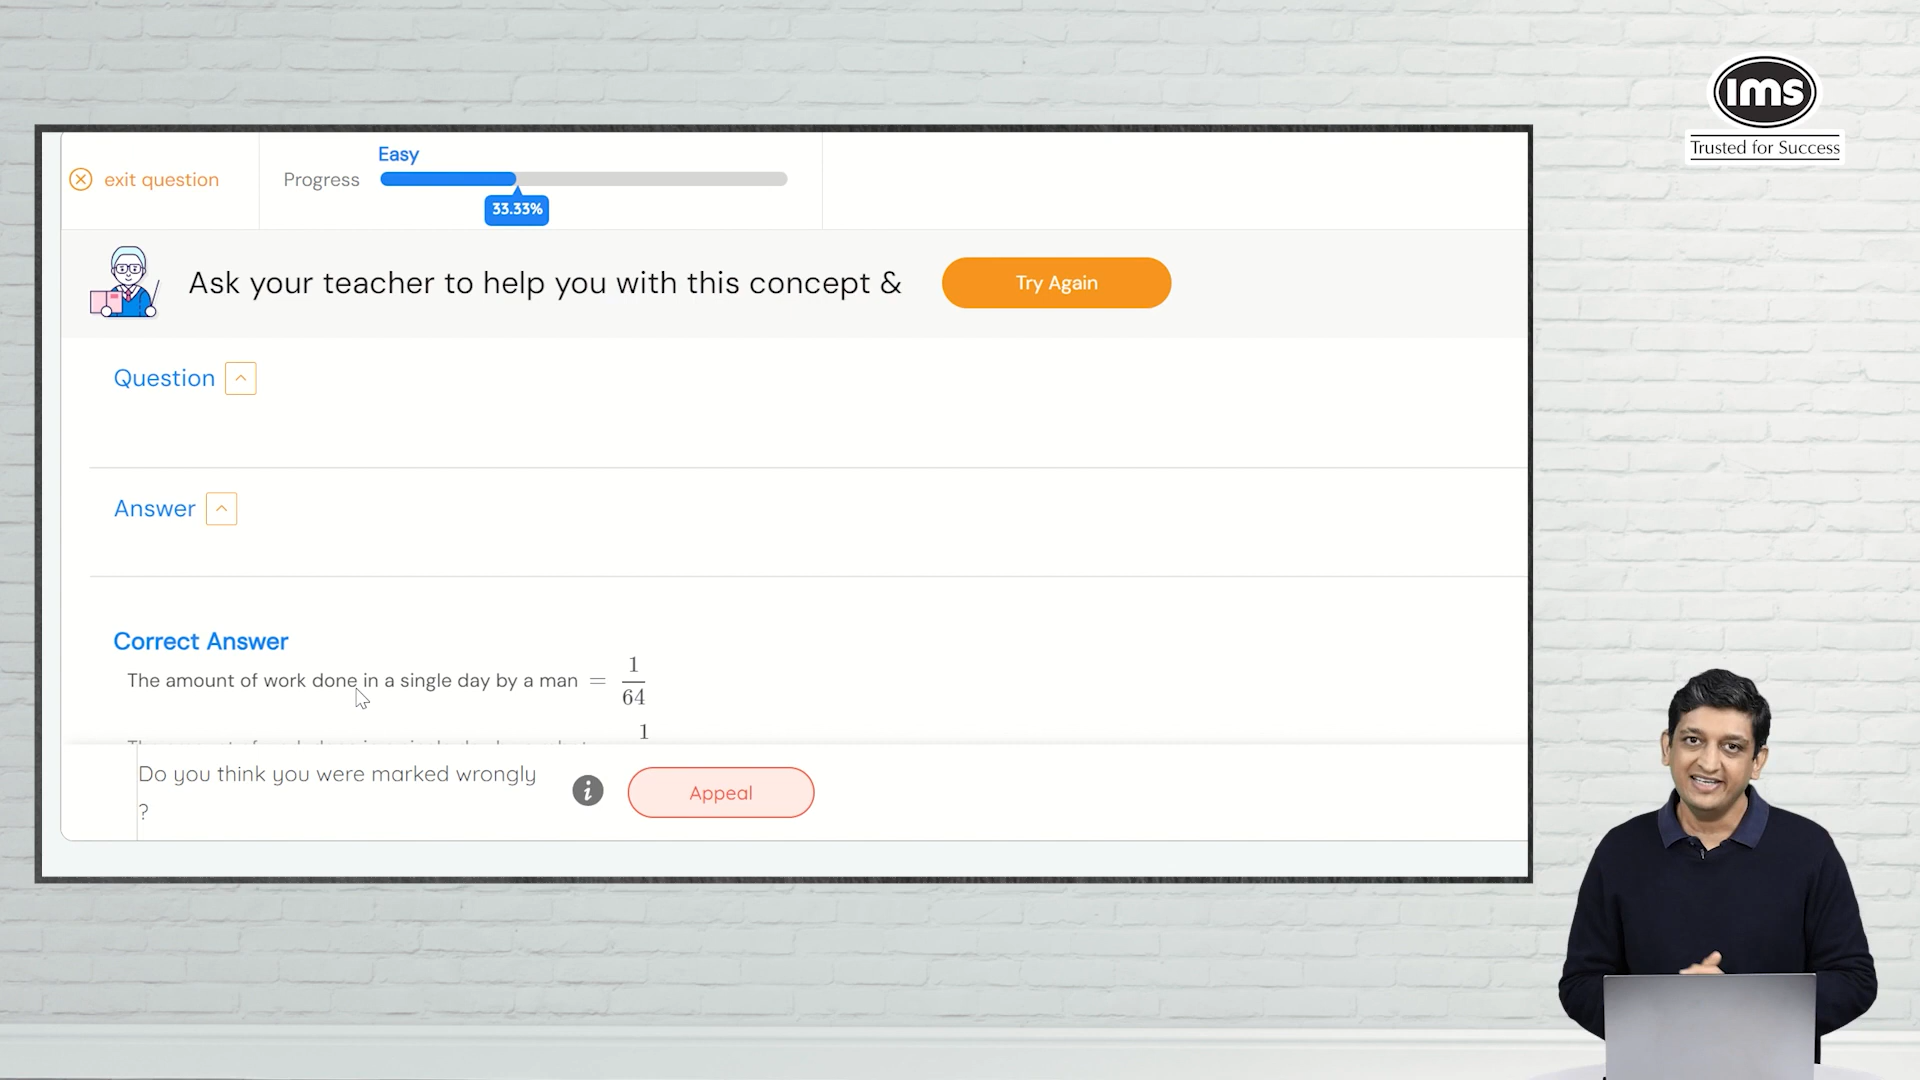 ims
Trusted for Success
Easy
exit question
Progress
33.33%
Ask your teacher to help you with this concept & Try Again
Question
Answer
Correct Answer
The amount of work done in a single day by a man = 1/64
1
Do you think you were marked wrongly
?
i
Appeal